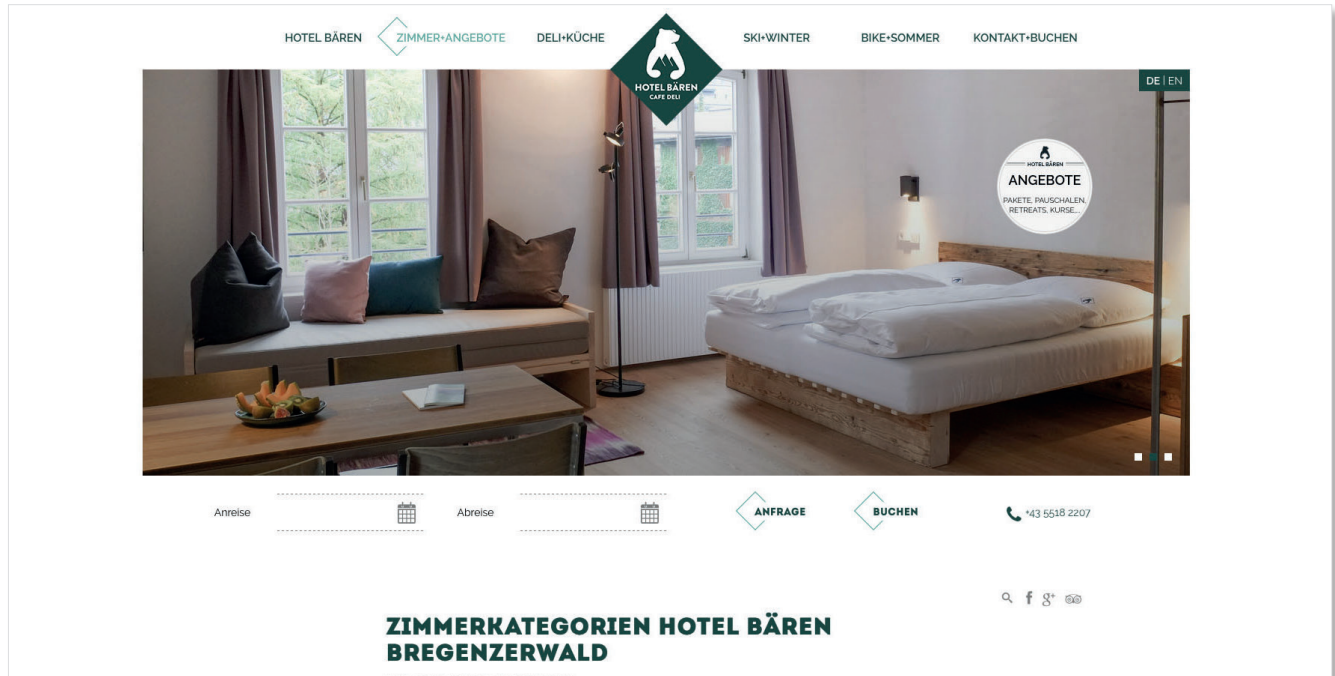 HOTEL BÄREN
ZIMMER+ANGEBOTE
DELI+KÜCHE
HOTEL BÄREN
CAFE DELI
SKI+WINTER
BIKE+SOMMER
KONTAKT+BUCHEN
DE | EN
HOTEL BÄREN
ANGEBOTE
PAKETE, PAUSCHALEN,
RETREATS, KURSE...
Anreise
Abreise
ANFRAGE
BUCHEN
+43 5518 2207
f g+
ZIMMERKATEGORIEN HOTEL BÄREN
BREGENZERWALD